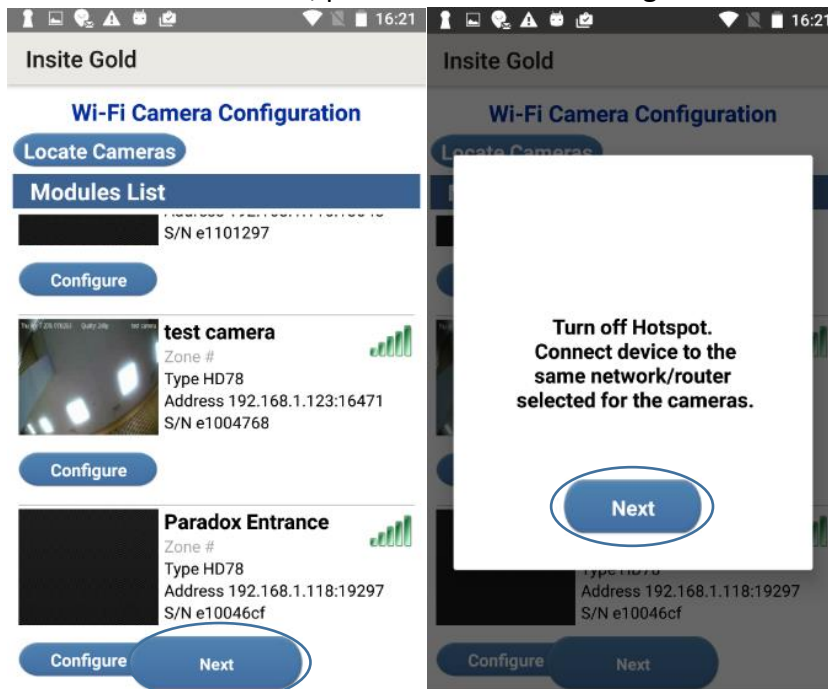 16:21
Insite Gold
Wi-Fi Camera Configuration
Locate Cameras
Modules List
S/N e1101297
Configure
test camera
Zone #
Type HD78
Address 192.168.1.123:16471
S/N e1004768
Configure
Paradox Entrance
Zone #
Type HD78
Address 192.168.1.118:19297
S/N e10046cf
Configure
Next
16:21
Insite Gold
Wi-Fi Camera Configuration
Locate Cameras
Turn off Hotspot.
Connect device to the
same network/router
selected for the cameras.
Next
Type HD78
Address 192.168.1.118:19297
S/N e10046cf
Configure
Next